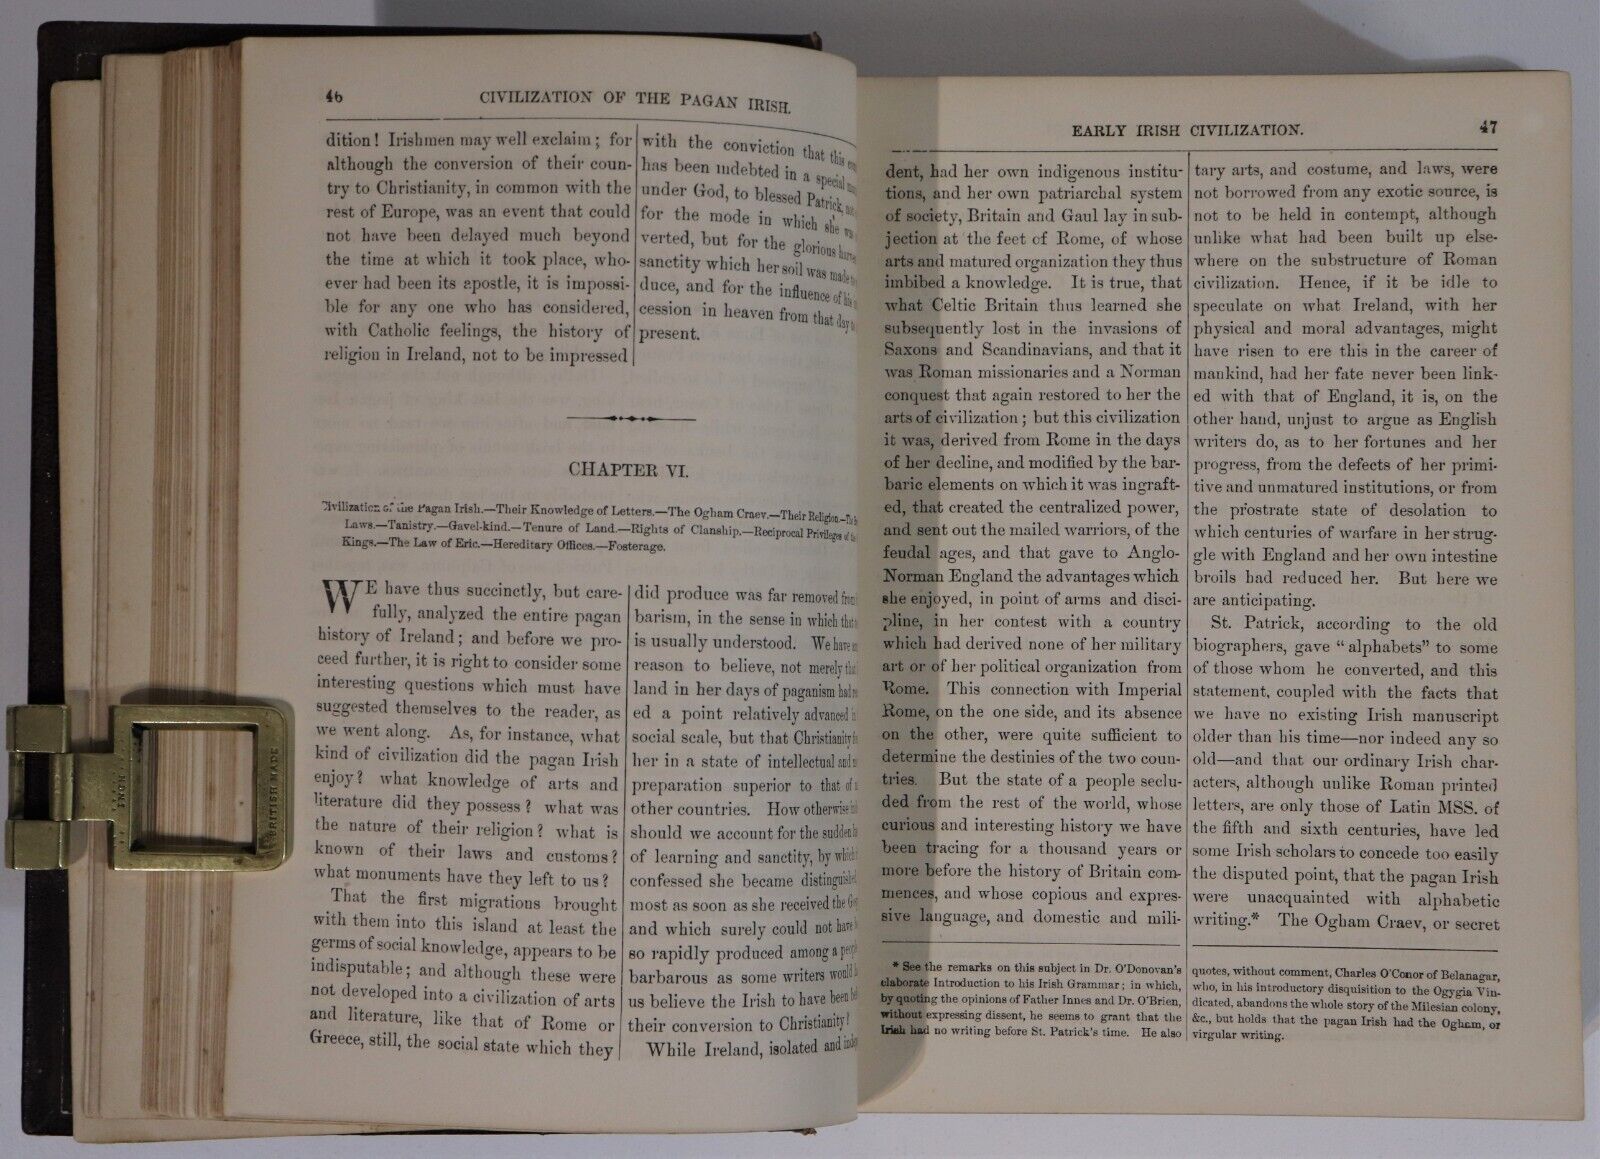 46
CIVILIZATION OF THE PAGAN IRISH.
dition! Irishmen may well exclaim; for
although the conversion of their coun-
try to Christianity, in common with the
rest of Europe, was an event that could
not have been delayed much beyond
the time at which it took place, who-
ever had been its apostle, it is impossi-
ble for any one who has considered,
with Catholic feelings, the history of
religion in Ireland, not to be impressed
with the conviction that this
has been indebted in a special
under God, to blessed Patrick,
for the mode in which she was
verted, but for the glorious
sanctity which her soil was made
duce, and for the influence of his
cession in heaven from that day
present.
CHAPTER VI.
Civilization of the Pagan Irish.—Their Knowledge of Letters.—The Ogham Craev.—Their Religion.—The
Laws.—Tanistry.—Gavel-kind.—Tenure of Land.—Rights of Clanship.—Reciprocal Privileges of the
Kings.—The Law of Eric.—Hereditary Offices.—Fosterage.
WE have thus succinctly, but care-
fully, analyzed the entire pagan
history of Ireland; and before we pro-
ceed further, it is right to consider some
interesting questions which must have
suggested themselves to the reader, as
we went along. As, for instance, what
kind of civilization did the pagan Irish
enjoy? what knowledge of arts and
literature did they possess? what was
the nature of their religion? what is
known of their laws and customs?
what monuments have they left to us?
That the first migrations brought
with them into this island at least the
germs of social knowledge, appears to be
indisputable; and although these were
not developed into a civilization of arts
and literature, like that of Rome or
Greece, still, the social state which they
did produce was far removed from
barism, in the sense in which that
is usually understood. We have
reason to believe, not merely that
land in her days of paganism had
ed a point relatively advanced in
social scale, but that Christianity
her in a state of intellectual and
preparation superior to that of
other countries. How otherwise
should we account for the sudden
of learning and sanctity, by which
confessed she became distinguished
most as soon as she received the
and which surely could not have
so rapidly produced among a people
barbarous as some writers would
us believe the Irish to have been
their conversion to Christianity?
While Ireland, isolated and
EARLY IRISH CIVILIZATION.
47
dent, had her own indigenous institu-
tions, and her own patriarchal system
of society, Britain and Gaul lay in sub-
jection at the feet of Rome, of whose
arts and matured organization they thus
imbibed a knowledge. It is true, that
what Celtic Britain thus learned she
subsequently lost in the invasions of
Saxons and Scandinavians, and that it
was Roman missionaries and a Norman
conquest that again restored to her the
arts of civilization; but this civilization
it was, derived from Rome in the days
of her decline, and modified by the bar-
baric elements on which it was ingraft-
ed, that created the centralized power,
and sent out the mailed warriors, of the
feudal ages, and that gave to Anglo-
Norman England the advantages which
she enjoyed, in point of arms and disci-
pline, in her contest with a country
which had derived none of her military
art or of her political organization from
Rome. This connection with Imperial
Rome, on the one side, and its absence
on the other, were quite sufficient to
determine the destinies of the two coun-
tries. But the state of a people seclu-
ded from the rest of the world, whose
curious and interesting history we have
been tracing for a thousand years or
more before the history of Britain com-
mences, and whose copious and expres-
sive language, and domestic and mili-
tary arts, and costume, and laws, were
not borrowed from any exotic source, is
not to be held in contempt, although
unlike what had been built up else-
where on the substructure of Roman
civilization. Hence, if it be idle to
speculate on what Ireland, with her
physical and moral advantages, might
have risen to ere this in the career of
mankind, had her fate never been link-
ed with that of England, it is, on the
other hand, unjust to argue as English
writers do, as to her fortunes and her
progress, from the defects of her primi-
tive and unmatured institutions, or from
the prostrate state of desolation to
which centuries of warfare in her strug-
gle with England and her own intestine
broils had reduced her. But here we
are anticipating.
St. Patrick, according to the old
biographers, gave "alphabets" to some
of those whom he converted, and this
statement, coupled with the facts that
we have no existing Irish manuscript
older than his time—nor indeed any so
old—and that our ordinary Irish char-
acters, although unlike Roman printed
letters, are only those of Latin MSS. of
the fifth and sixth centuries, have led
some Irish scholars to concede too easily
the disputed point, that the pagan Irish
were unacquainted with alphabetic
writing.* The Ogham Craev, or secret
* See the remarks on this subject in Dr. O'Donovan's
elaborate Introduction to his Irish Grammar; in which,
by quoting the opinions of Father Innes and Dr. O'Brien,
without expressing dissent, he seems to grant that the
Irish had no writing before St. Patrick's time. He also
quotes, without comment, Charles O'Conor of Belanagar,
who, in his introductory disquisition to the Ogygia Vin-
dicated, abandons the whole story of the Milesian colony,
&c., but holds that the pagan Irish had the Ogham, or
virgular writing.
ENGLAND
BRITISH MADE